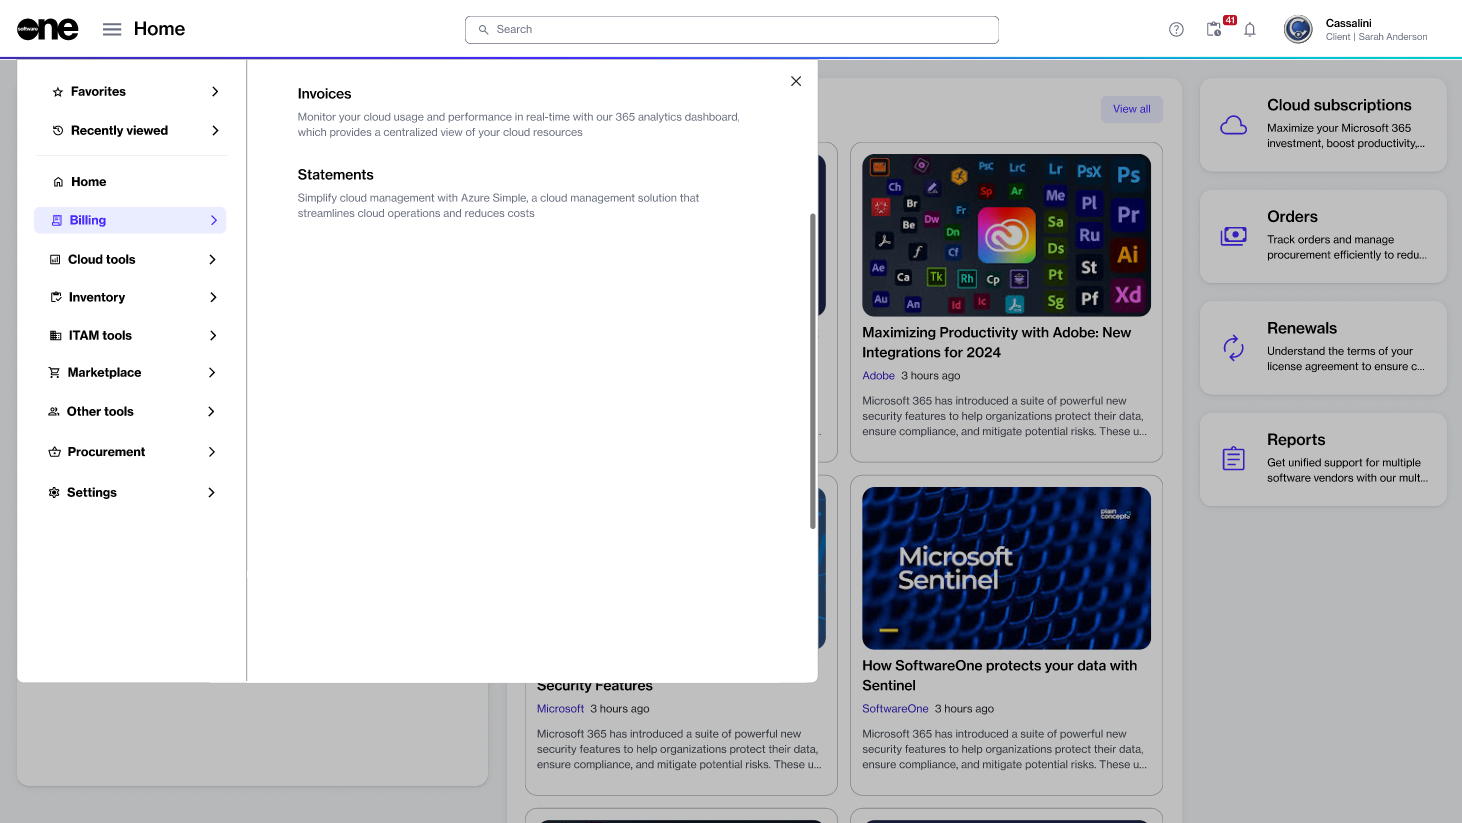 software one
Home
Search
41
Cassalini
Client | Sarah Anderson
Favorites
Recently viewed
Home
Billing
Cloud tools
Inventory
ITAM tools
Marketplace
Other tools
Procurement
Settings
Invoices
Monitor your cloud usage and performance in real-time with our 365 analytics dashboard,
which provides a centralized view of your cloud resources
Statements
Simplify cloud management with Azure Simple, a cloud management solution that
streamlines cloud operations and reduces costs
View all
PsC LrC Lr PsX Ps
Ch Sp Ar Me Pl Pr
Br Fr
Be Dw Dn Sa Ru
Cf Ds Ai
Ae Ca Tk Rh Cp Pt St
Au An Id Ic Sg Pf Xd
Maximizing Productivity with Adobe: New
Integrations for 2024
Adobe 3 hours ago
Microsoft 365 has introduced a suite of powerful new
security features to help organizations protect their data,
ensure compliance, and mitigate potential risks. These u...
Security Features
Microsoft 3 hours ago
Microsoft 365 has introduced a suite of powerful new
security features to help organizations protect their data,
ensure compliance, and mitigate potential risks. These u...
plain
concepts
Microsoft
Sentinel
How SoftwareOne protects your data with
Sentinel
SoftwareOne 3 hours ago
Microsoft 365 has introduced a suite of powerful new
security features to help organizations protect their data,
ensure compliance, and mitigate potential risks. These u...
Cloud subscriptions
Maximize your Microsoft 365
investment, boost productivity,...
Orders
Track orders and manage
procurement efficiently to redu...
Renewals
Understand the terms of your
license agreement to ensure c...
Reports
Get unified support for multiple
software vendors with our mult...